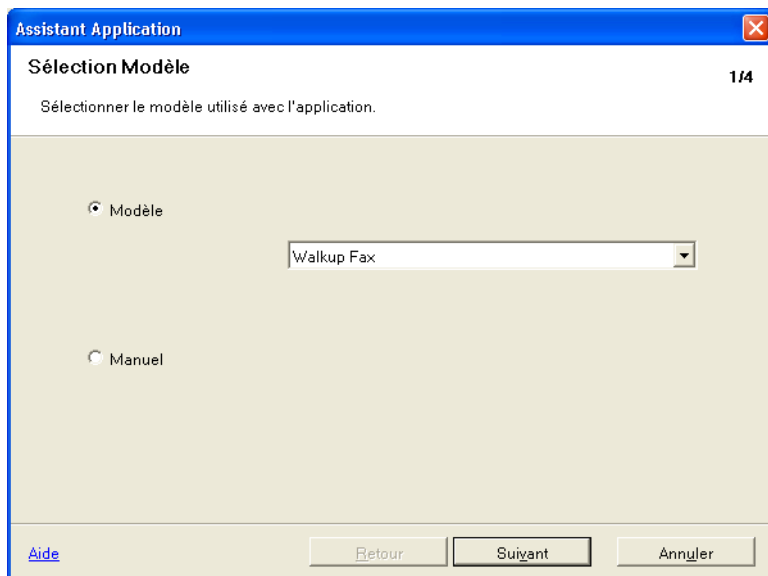 Assistant Application
Sélection Modèle
1/4
Sélectionner le modèle utilisé avec l'application.
Modèle
Walkup Fax
Manuel
Aide
Retour
Suivant
Annuler